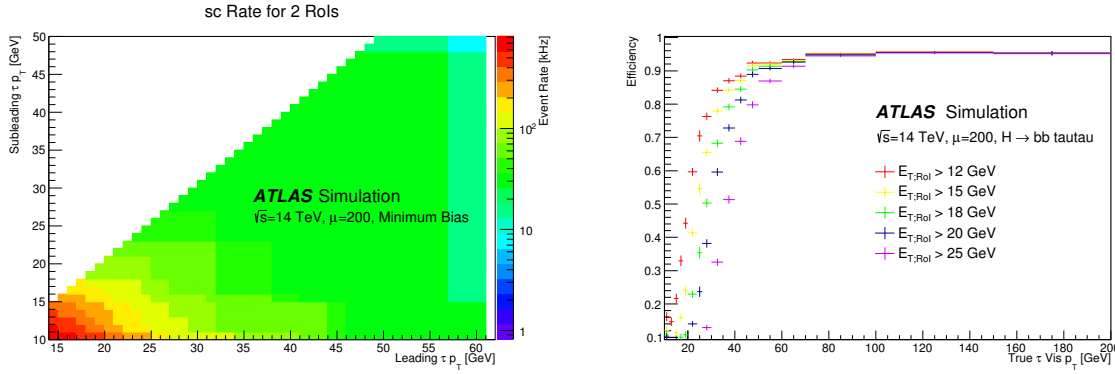 sc Rate for 2 RoIs
Subleading τ p_T [GeV]
50
45
40
35
30
25
20
15
10
15 20 25 30 35 40 45 50 55 60
Leading τ p_T [GeV]
ATLAS Simulation
√s=14 TeV, μ=200, Minimum Bias
Event Rate [kHz]
10²
10
1
Efficiency
1
0.9
0.8
0.7
0.6
0.5
0.4
0.3
0.2
0.1
20 40 60 80 100 120 140 160 180 200
True τ Vis p_T [GeV]
ATLAS Simulation
√s=14 TeV, μ=200, H → bb tautau
E_T;RoI > 12 GeV
E_T;RoI > 15 GeV
E_T;RoI > 18 GeV
E_T;RoI > 20 GeV
E_T;RoI > 25 GeV